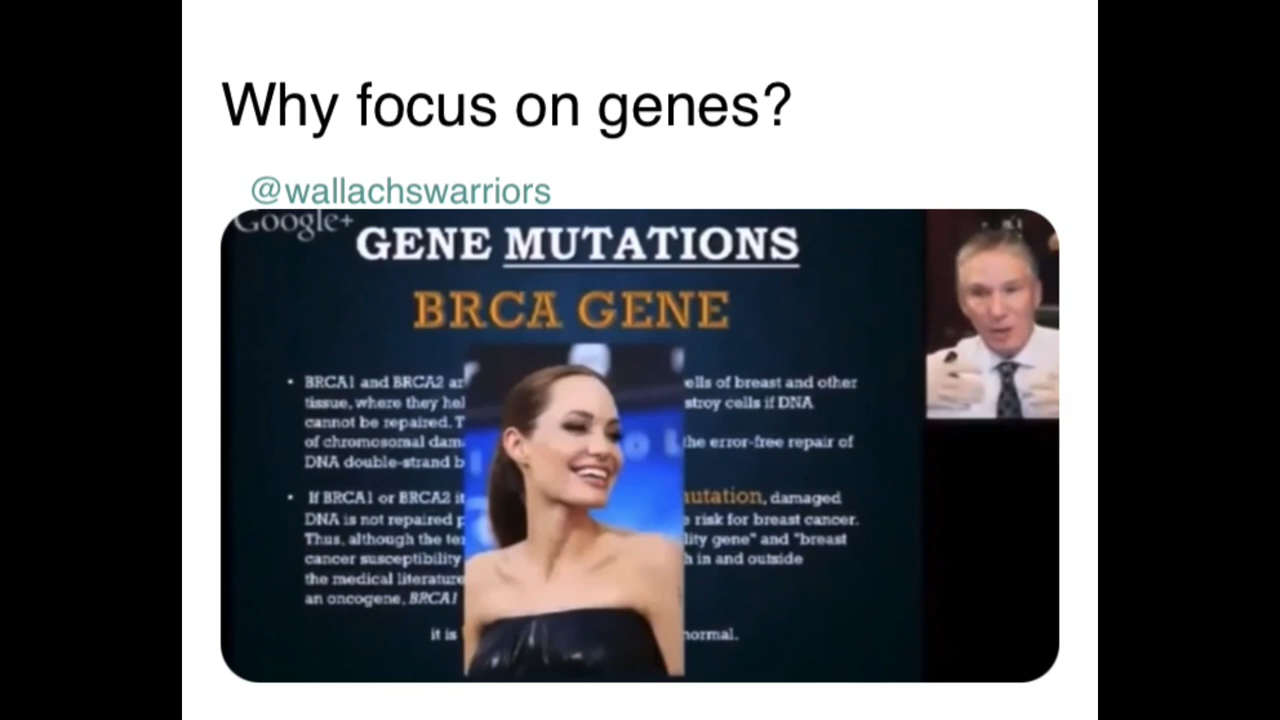 Why focus on genes?
@wallachswarriors
Google+
GENE MUTATIONS
BRCA GENE
• BRCA1 and BRCA2 ar ells of breast and other
tissue, where they hel stroy cells if DNA
cannot be repaired. T
of chromosomal dam the error-free repair of
DNA double-strand b
• If BRCA1 or BRCA2 it utation, damaged
DNA is not repaired p risk for breast cancer.
Thus, although the te lity gene" and "breast
cancer susceptibility h in and outside
the medical literature
an oncogene, BRCA1
it is normal.